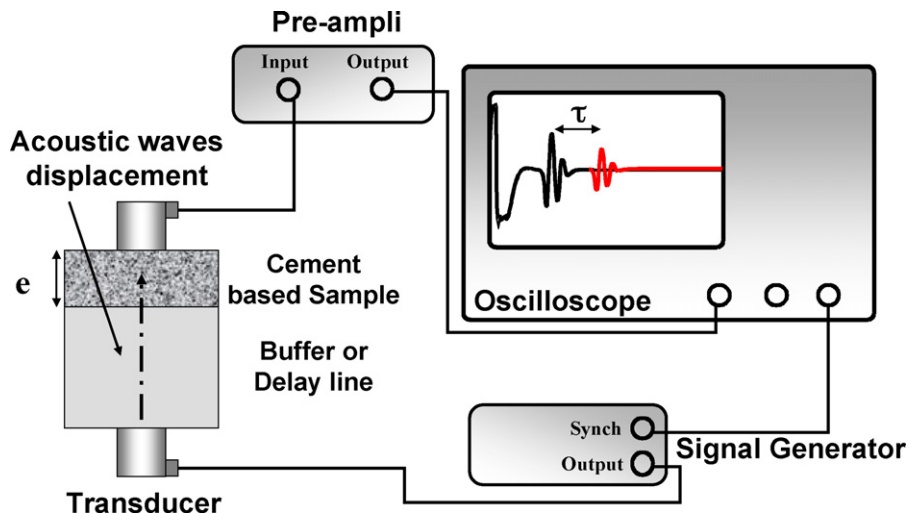 Pre-ampli
Input Output
τ
Acoustic waves
displacement
e
Cement
based Sample
Oscilloscope
Buffer or
Delay line
Synch
Output
Signal Generator
Transducer